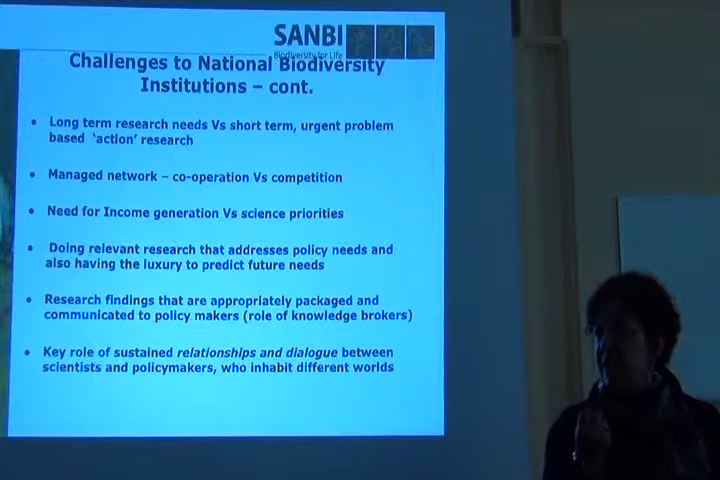 SANBI
Biodiversity for Life
Challenges to National Biodiversity
Institutions – cont.
• Long term research needs Vs short term, urgent problem
based ‘action’ research
• Managed network – co-operation Vs competition
• Need for Income generation Vs science priorities
• Doing relevant research that addresses policy needs and
also having the luxury to predict future needs
• Research findings that are appropriately packaged and
communicated to policy makers (role of knowledge brokers)
• Key role of sustained relationships and dialogue between
scientists and policymakers, who inhabit different worlds